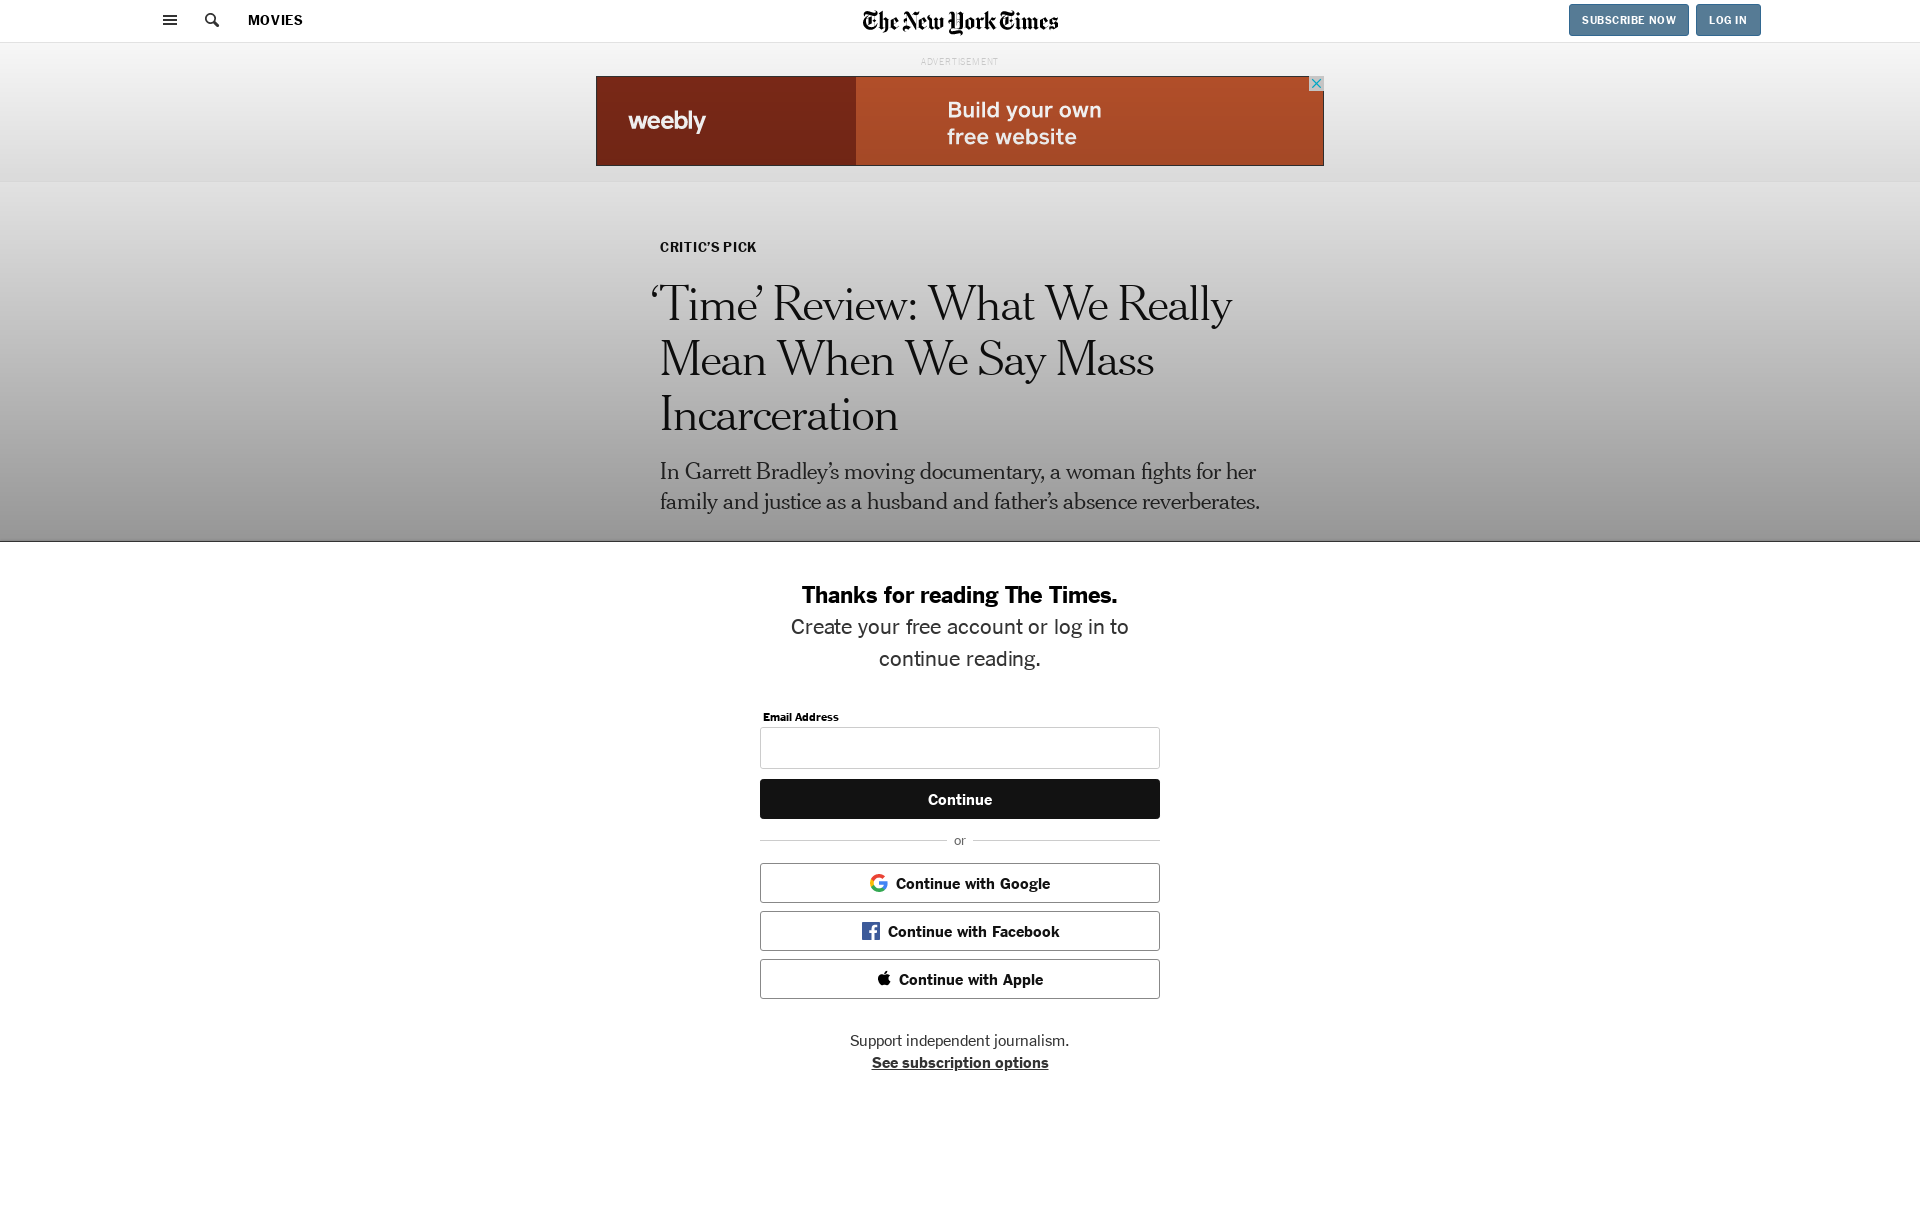 MOVIES
The New York Times
SUBSCRIBE NOW
LOG IN
ADVERTISEMENT
weebly
Build your own
free website
CRITIC’S PICK
‘Time’ Review: What We Really
Mean When We Say Mass
Incarceration
In Garrett Bradley’s moving documentary, a woman fights for her
family and justice as a husband and father’s absence reverberates.
Thanks for reading The Times.
Create your free account or log in to
continue reading.
Email Address
Continue
or
Continue with Google
Continue with Facebook
Continue with Apple
Support independent journalism.
See subscription options